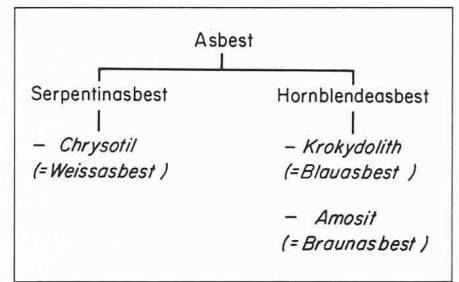 Asbest
Serpentinasbest
– Chrysotil
(=Weissasbest)
Hornblendeasbest
– Krokydolith
(=Blauasbest)
– Amosit
(=Braunasbest)